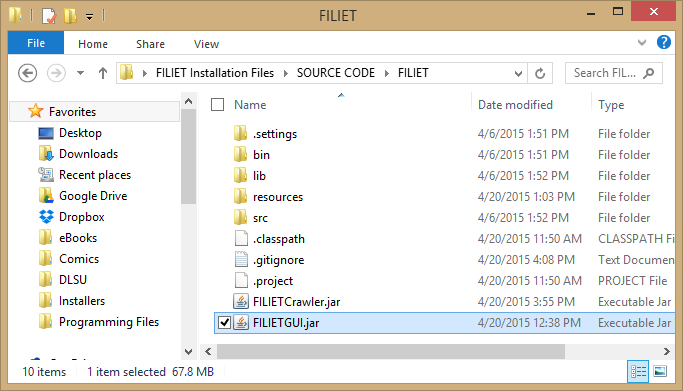 FILIET
File Home Share View
FILIET Installation Files SOURCE CODE FILIET Search FIL...
Favorites
Desktop
Downloads
Recent places
Google Drive
Dropbox
eBooks
Comics
DLSU
Installers
Programming Files
Name Date modified Type
.settings 4/6/2015 1:51 PM File folder
bin 4/6/2015 1:51 PM File folder
lib 4/6/2015 1:52 PM File folder
resources 4/20/2015 1:03 PM File folder
src 4/6/2015 1:52 PM File folder
.classpath 4/20/2015 11:50 AM CLASSPATH Fi
.gitignore 4/20/2015 4:08 PM Text Documen
.project 4/20/2015 11:50 AM PROJECT File
FILIETCrawler.jar 4/20/2015 3:55 PM Executable Jar
FILIETGUI.jar 4/20/2015 12:38 PM Executable Jar
10 items 1 item selected 67.8 MB